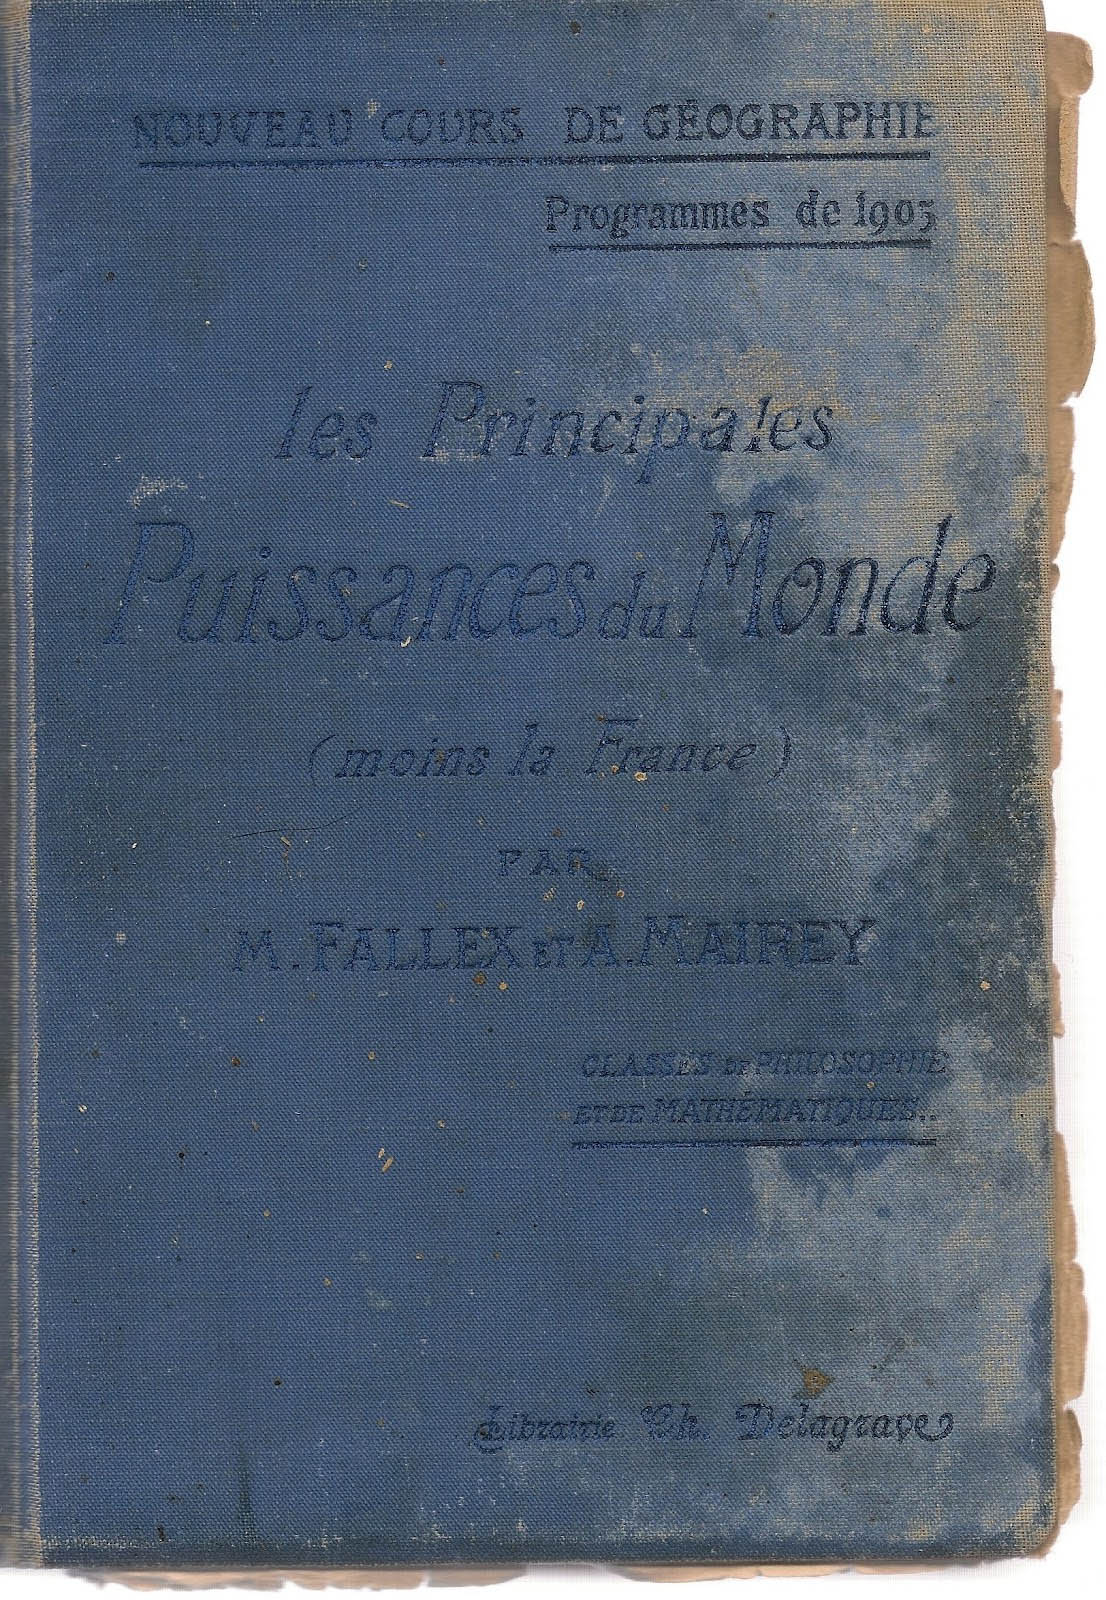 NOUVEAU COURS DE GÉOGRAPHIE
Programmes de 1905
les Principales
Puissances du Monde
(moins la France)
PAR
M. FALLEX ET A. MAIREY
CLASSES DE PHILOSOPHIE
ET DE MATHÉMATIQUES..
Librairie Ch. Delagrave